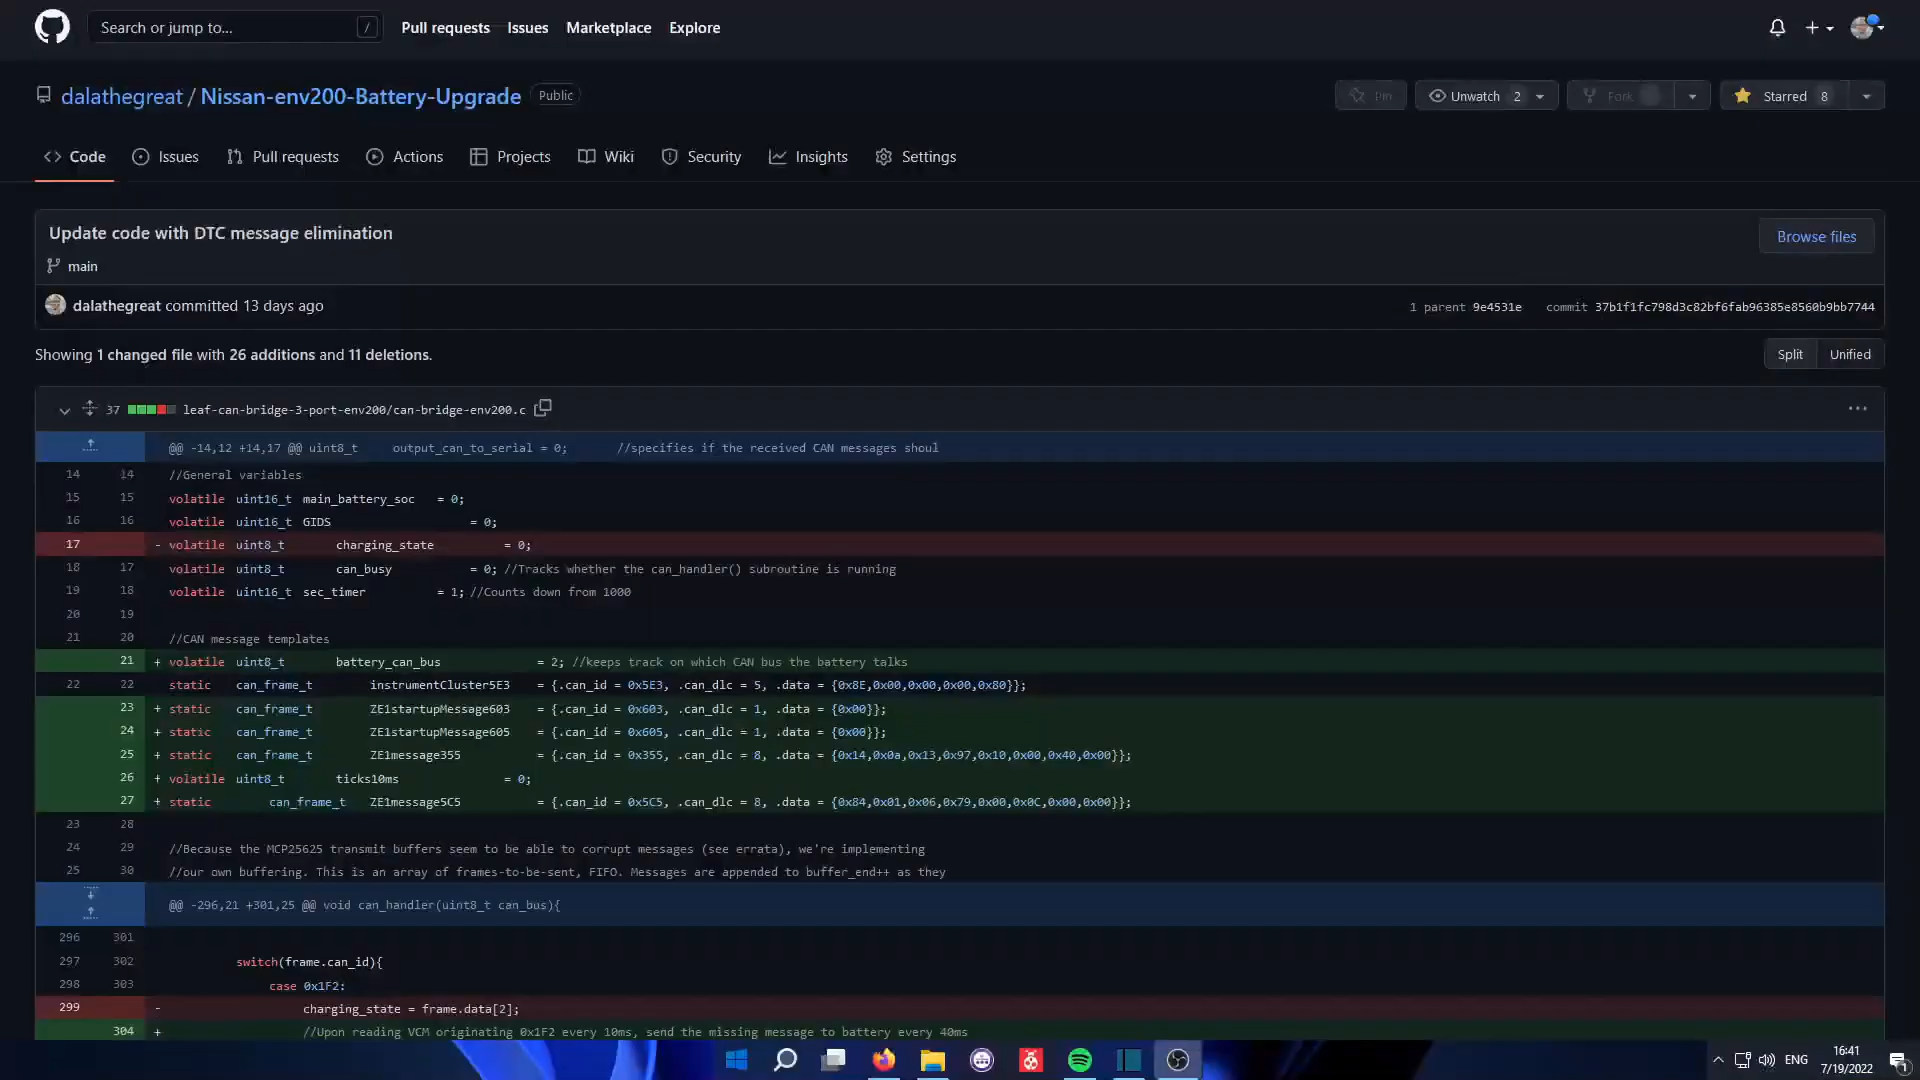 Search or jump to... /
Pull requests Issues Marketplace Explore
dalathegreat / Nissan-env200-Battery-Upgrade Public
Pin
Unwatch 2
Fork
Starred 8
Code Issues Pull requests Actions Projects Wiki Security Insights Settings
Update code with DTC message elimination
Browse files
main
dalathegreat committed 13 days ago
1 parent 9e4531e commit 37b1f1fc798d3c82bf6fab96385e8560b9bb7744
Showing 1 changed file with 26 additions and 11 deletions.
Split Unified
37 leaf-can-bridge-3-port-env200/can-bridge-env200.c
@@ -14,12 +14,17 @@ uint8_t output_can_to_serial = 0; //specifies if the received CAN messages shoul
14 14 //General variables
15 15 volatile uint16_t main_battery_soc = 0;
16 16 volatile uint16_t GIDS = 0;
17 - volatile uint8_t charging_state = 0;
18 17 volatile uint8_t can_busy = 0; //Tracks whether the can_handler() subroutine is running
19 18 volatile uint16_t sec_timer = 1; //Counts down from 1000
20 19
21 20 //CAN message templates
21 + volatile uint8_t battery_can_bus = 2; //keeps track on which CAN bus the battery talks
22 22 static can_frame_t instrumentCluster5E3 = {.can_id = 0x5E3, .can_dlc = 5, .data = {0x8E,0x00,0x00,0x00,0x80}};
23 + static can_frame_t ZE1startupMessage603 = {.can_id = 0x603, .can_dlc = 1, .data = {0x00}};
24 + static can_frame_t ZE1startupMessage605 = {.can_id = 0x605, .can_dlc = 1, .data = {0x00}};
25 + static can_frame_t ZE1message355 = {.can_id = 0x355, .can_dlc = 8, .data = {0x14,0x0a,0x13,0x97,0x10,0x00,0x40,0x00}};
26 + volatile uint8_t ticks10ms = 0;
27 + static can_frame_t ZE1message5C5 = {.can_id = 0x5C5, .can_dlc = 8, .data = {0x84,0x01,0x06,0x79,0x00,0x0C,0x00,0x00}};
23 28
24 29 //Because the MCP25625 transmit buffers seem to be able to corrupt messages (see errata), we're implementing
25 30 //our own buffering. This is an array of frames-to-be-sent, FIFO. Messages are appended to buffer_end++ as they
@@ -296,21 +301,25 @@ void can_handler(uint8_t can_bus){
296 301
297 302 switch(frame.can_id){
298 303 case 0x1F2:
299 - charging_state = frame.data[2];
304 + //Upon reading VCM originating 0x1F2 every 10ms, send the missing message to battery every 40ms
ENG
16:41
7/19/2022
1